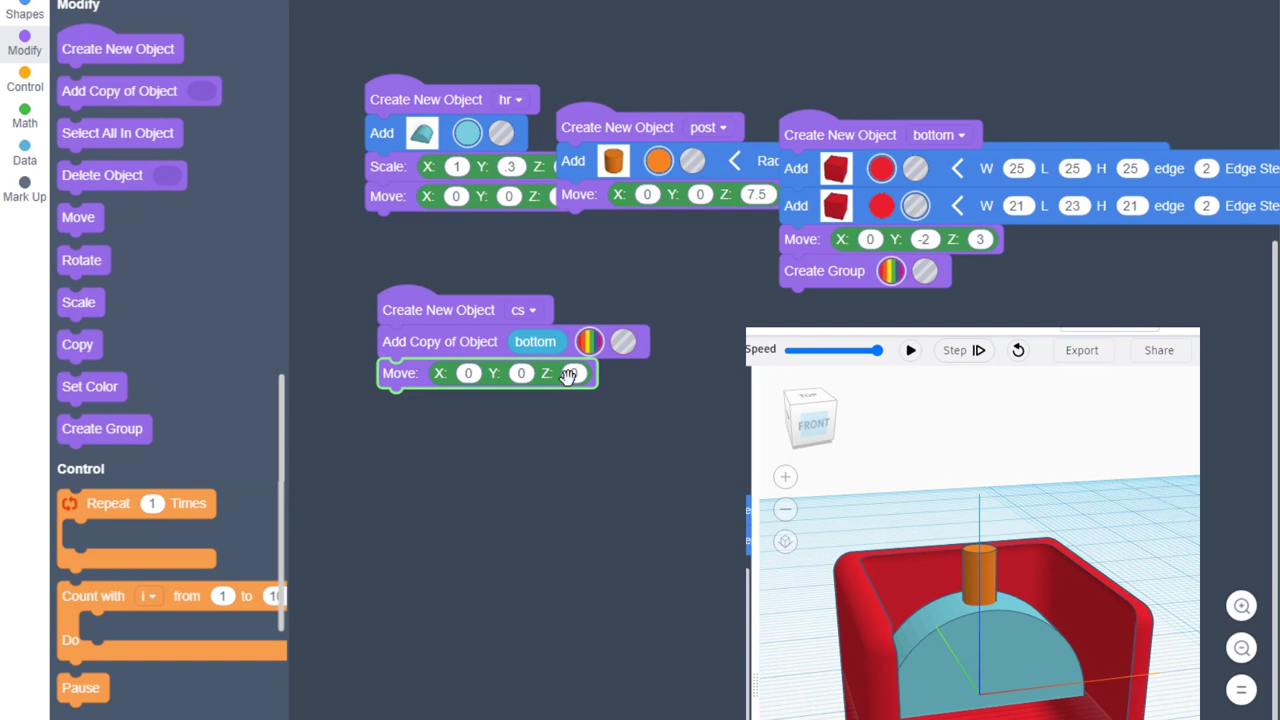 Modify
Shapes
Modify
Control
Math
Data
Mark Up
Create New Object
Add Copy of Object
Select All In Object
Delete Object
Move
Rotate
Scale
Copy
Set Color
Create Group
Control
Repeat 1 Times
Count with i from 1 to 10
Do
Pause
Create New Object hr
Add
Scale: X: 1 Y: .3 Z:
Move: X: 0 Y: 0 Z:
Create New Object post
Add
Move: X: 0 Y: 0 Z: 7.5
Create New Object bottom
Add W 25 L 25 H 25 edge 2 Edge
Add W 21 L 23 H 21 edge 2 Edge
Move: X: 0 Y: -2 Z: 3
Create Group
Create New Object cs
Add Copy of Object bottom
Move: X: 0 Y: 0 Z:
Speed Step Export Share
TOP
FRONT